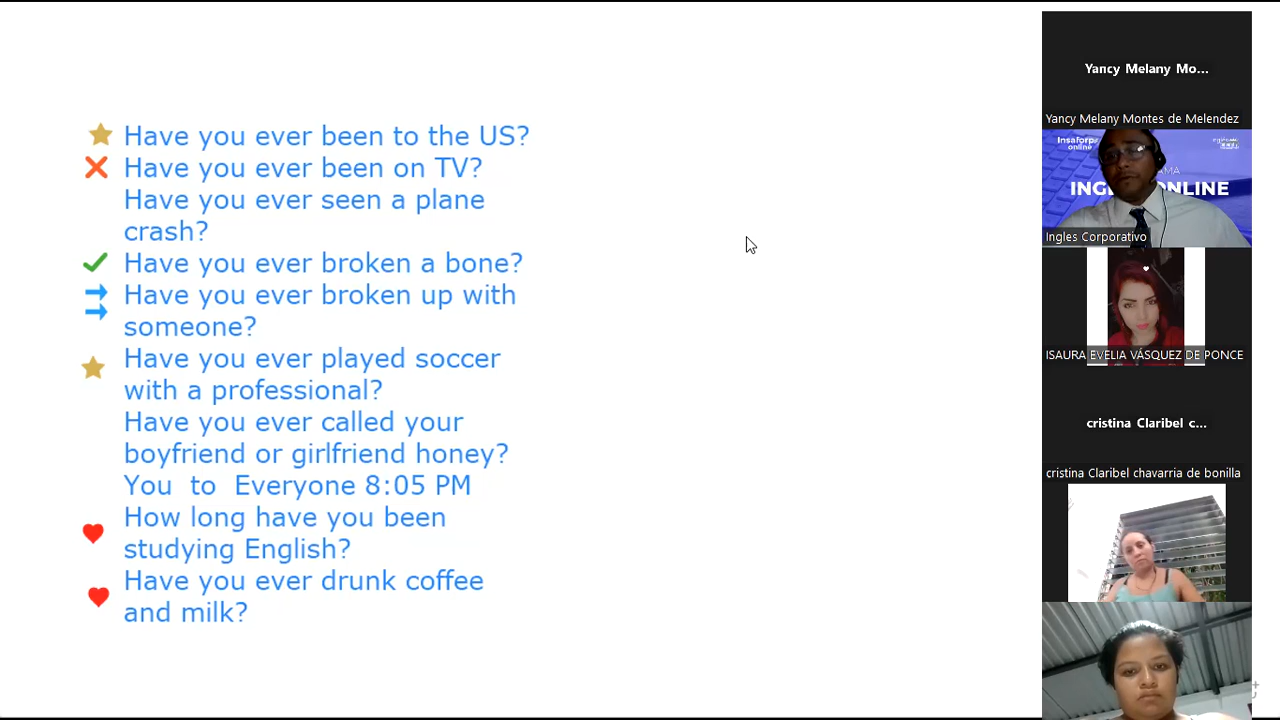 Have you ever been to the US?
Have you ever been on TV?
Have you ever seen a plane
crash?
Have you ever broken a bone?
Have you ever broken up with
someone?
Have you ever played soccer
with a professional?
Have you ever called your
boyfriend or girlfriend honey?
You to Everyone 8:05 PM
How long have you been
studying English?
Have you ever drunk coffee
and milk?
Yancy Melany Mo...
Yancy Melany Montes de Melendez
Insaforp
online
INGLES ONLINE
Ingles Corporativo
ISAURA EVELIA VÁSQUEZ DE PONCE
cristina Claribel c...
cristina Claribel chavarria de bonilla